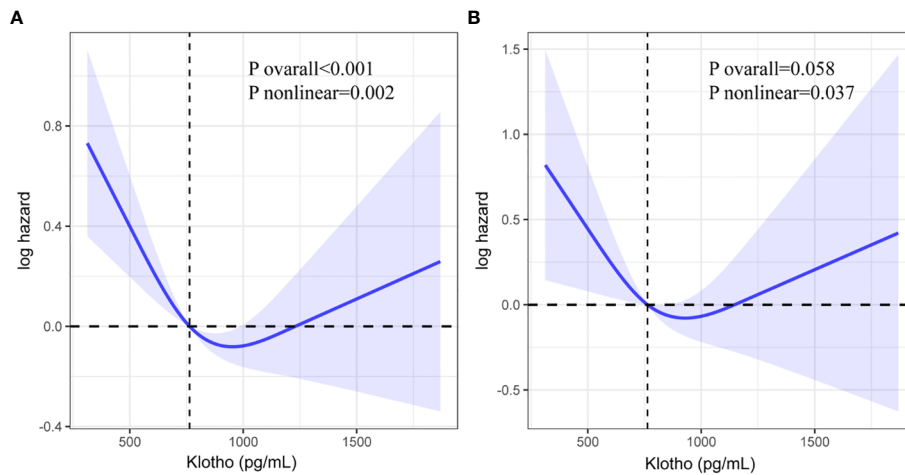 A
P ovarall<0.001
P nonlinear=0.002
log hazard
0.8
0.4
0.0
-0.4
500
1000
1500
Klotho (pg/mL)
B
P ovarall=0.058
P nonlinear=0.037
log hazard
1.5
1.0
0.5
0.0
-0.5
500
1000
1500
Klotho (pg/mL)